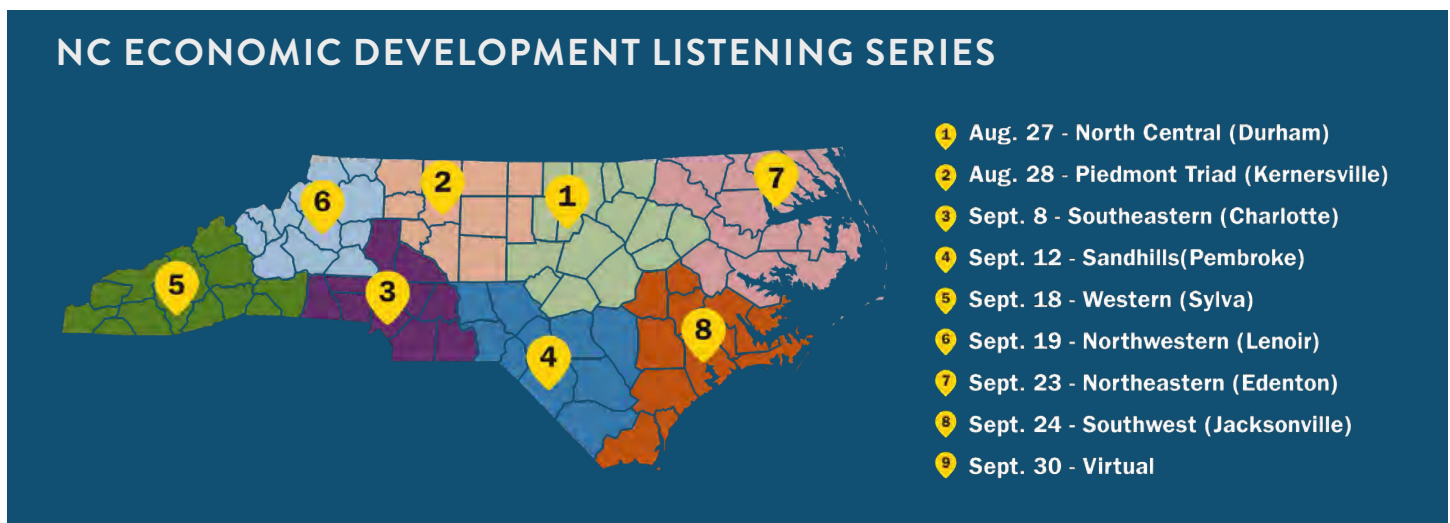 NC ECONOMIC DEVELOPMENT LISTENING SERIES
1
2
3
4
5
6
7
8
1 Aug. 27 - North Central (Durham)
2 Aug. 28 - Piedmont Triad (Kernersville)
3 Sept. 8 - Southeastern (Charlotte)
4 Sept. 12 - Sandhills(Pembroke)
5 Sept. 18 - Western (Sylva)
6 Sept. 19 - Northwestern (Lenoir)
7 Sept. 23 - Northeastern (Edenton)
8 Sept. 24 - Southwest (Jacksonville)
9 Sept. 30 - Virtual